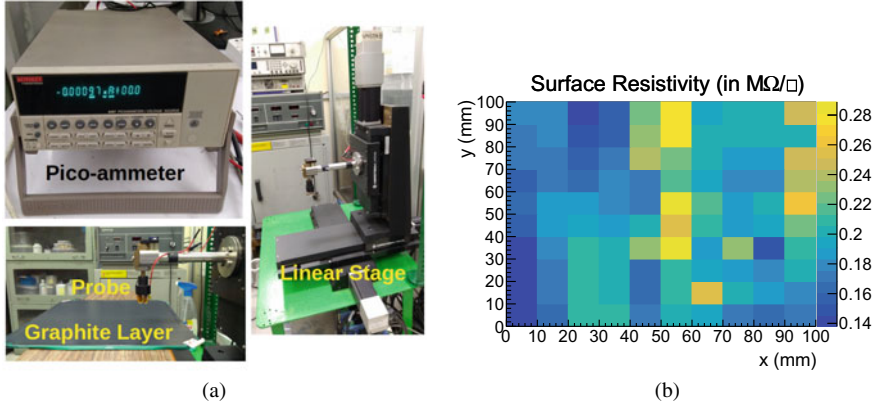 Pico-ammeter
Linear Stage
Probe
Graphite Layer
(a)
Surface Resistivity (in MΩ/□)
y (mm)
100
90
80
70
60
50
40
30
20
10
0
0 10 20 30 40 50 60 70 80 90 100
x (mm)
0.28
0.26
0.24
0.22
0.2
0.18
0.16
0.14
(b)